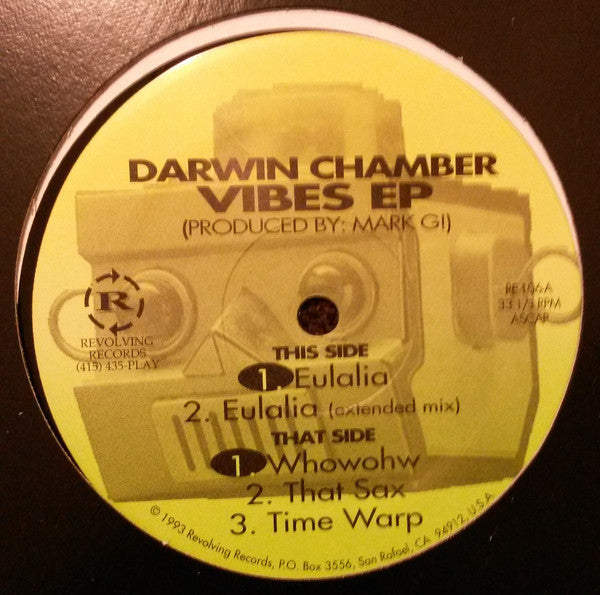 DARWIN CHAMBER
VIBES EP
(PRODUCED BY: MARK G!)
R
REVOLVING
RECORDS
(415) 435-PLAY
RE-106-A
33 1/3 RPM
ASCAP
THIS SIDE
1. Eulalia
2. Eulalia (extended mix)
THAT SIDE
1. Whowohw
2. That Sax
3. Time Warp
© 1993 Revolving Records, P.O. Box 3556, San Rafael, CA 94912, U.S.A